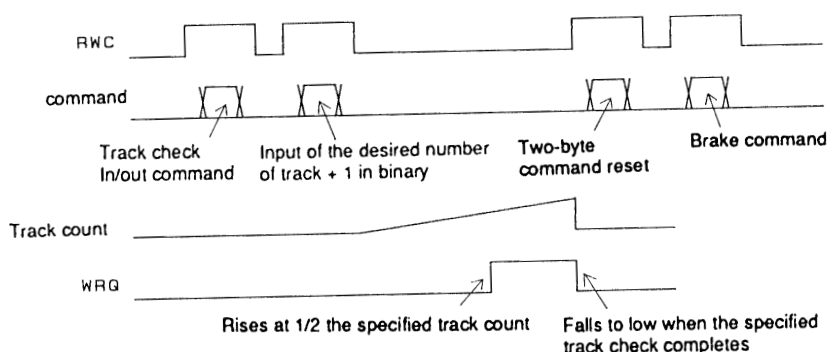 RWC
command
Track check
In/out command
Input of the desired number
of track + 1 in binary
Two-byte
command reset
Brake command
Track count
WRQ
Rises at 1/2 the specified track count
Falls to low when the specified
track check completes